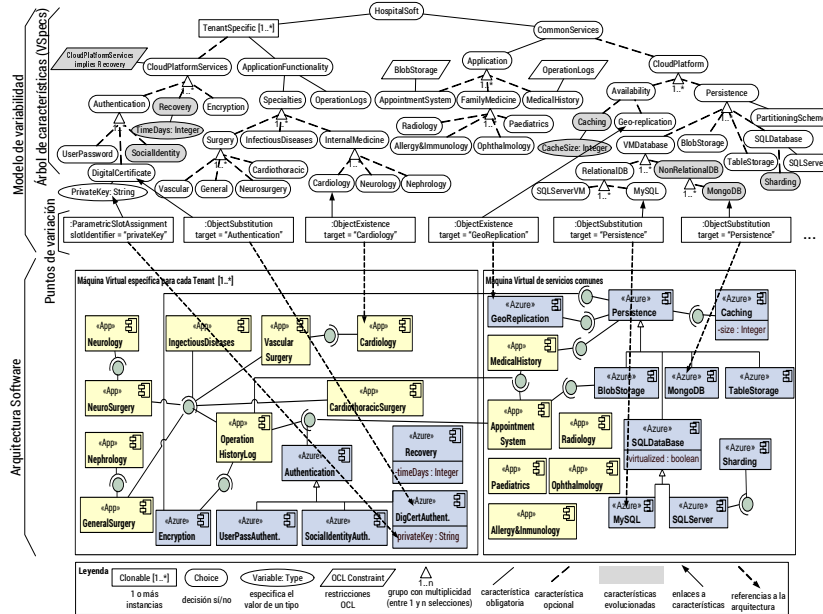 HospitalSoft
TenantSpecific [1..*]
CommonServices
CloudPlatformServices
implies Recovery
CloudPlatformServices
ApplicationFunctionality
Application
CloudPlatform
BlobStorage
OperationLogs
1..*
Authentication
Recovery
Encryption
Specialties
OperationLogs
AppointmentSystem
FamilyMedicine
MedicalHistory
Availability
1..*
Persistence
TimeDays: Integer
Surgery
InfectiousDiseases
InternalMedicine
Radiology
Paediatrics
Caching
Geo-replication
PartitioningScheme
UserPassword
SocialIdentity
Allergy&Immunology
Ophthalmology
CacheSize: Integer
VMDatabase
BlobStorage
SQLDatabase
DigitalCertificate
Cardiothoracic
RelationalDB
NonRelationalDB
TableStorage
SQLServer
PrivateKey: String
Vascular
General
Neurosurgery
Cardiology
Neurology
Nephrology
SQLServerVM
MySQL
MongoDB
Sharding
Modelo de variabilidad
Árbol de características (VSpecs)
Puntos de variación
:ParametricSlotAssignment
slotIdentifier = "privateKey"
:ObjectSubstitution
target = "Authentication"
:ObjectExistence
target = "Cardiology"
:ObjectExistence
target = "GeoReplication"
:ObjectSubstitution
target = "Persistence"
:ObjectSubstitution
target = "Persistence"
...
Arquitectura Software
Máquina Virtual específica para cada Tenant [1..*]
Máquina Virtual de servicios comunes
«App»
Neurology
«App»
IngectiousDiseases
«App»
Vascular
Surgery
«App»
Cardiology
«Azure»
GeoReplication
«Azure»
Persistence
«Azure»
Caching
-size : Integer
«App»
MedicalHistory
«App»
NeuroSurgery
«App»
CardiothoracicSurgery
«Azure»
BlobStorage
«Azure»
MongoDB
«Azure»
TableStorage
«App»
Nephrology
«App»
Operation
HistoryLog
«Azure»
Authentication
«Azure»
Recovery
-timeDays : Integer
«App»
Appointment
System
«App»
Radiology
«Azure»
SQLDataBase
-virtualized : boolean
«Azure»
Sharding
«App»
GeneralSurgery
«Azure»
Encryption
«Azure»
UserPassAuthent.
«Azure»
SocialIdentityAuth.
«Azure»
DigCertAuthent.
-privateKey : String
«App»
Paediatrics
«App»
Ophthalmology
«App»
Allergy&Inmunology
«Azure»
MySQL
«Azure»
SQLServer
Leyenda
Clonable [1..*]
1 o más
instancias
Choice
decisión sí/no
Variable: Type
especifica el
valor de un tipo
OCL Constraint
restricciones
OCL
1..n
grupo con multiplicidad
(entre 1 y n selecciones)
característica
obligatoria
característica
opcional
características
evolucionadas
enlaces a
características
referencias a la
arquitectura